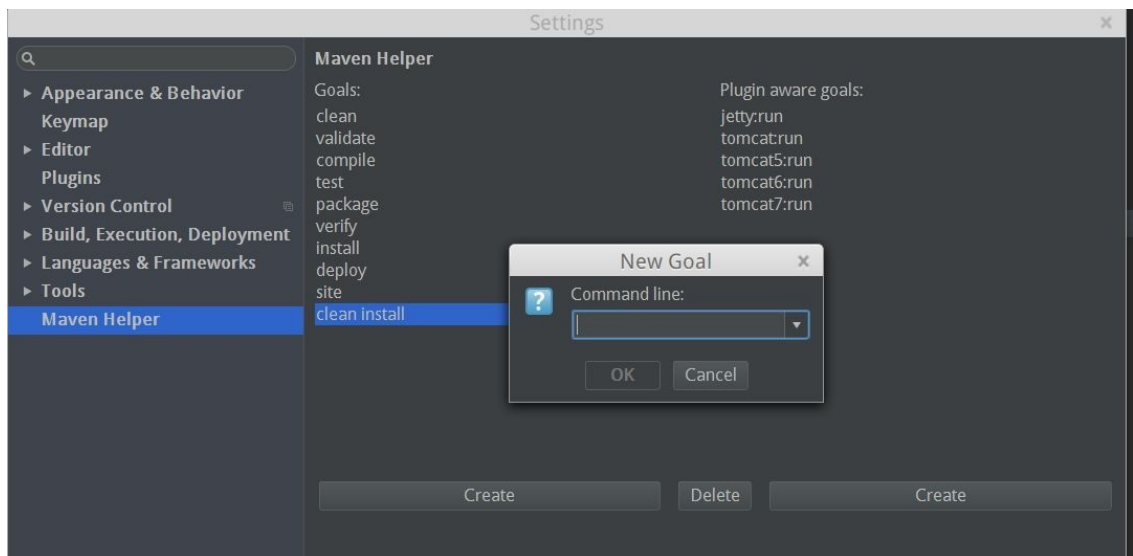 Settings
Appearance & Behavior
Keymap
Editor
Plugins
Version Control
Build, Execution, Deployment
Languages & Frameworks
Tools
Maven Helper
Maven Helper
Goals:
clean
validate
compile
test
package
verify
install
deploy
site
clean install
Plugin aware goals:
jetty:run
tomcat:run
tomcat5:run
tomcat6:run
tomcat7:run
New Goal
Command line:
OK
Cancel
Create
Delete
Create